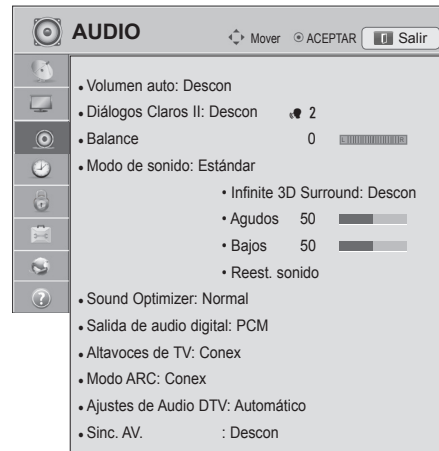 AUDIO
Mover ACEPTAR Salir
• Volumen auto: Descon
• Diálogos Claros II: Descon 2
• Balance 0 L R
• Modo de sonido: Estándar
• Infinite 3D Surround: Descon
• Agudos 50
• Bajos 50
• Reest. sonido
• Sound Optimizer: Normal
• Salida de audio digital: PCM
• Altavoces de TV: Conex
• Modo ARC: Conex
• Ajustes de Audio DTV: Automático
• Sinc. AV. : Descon